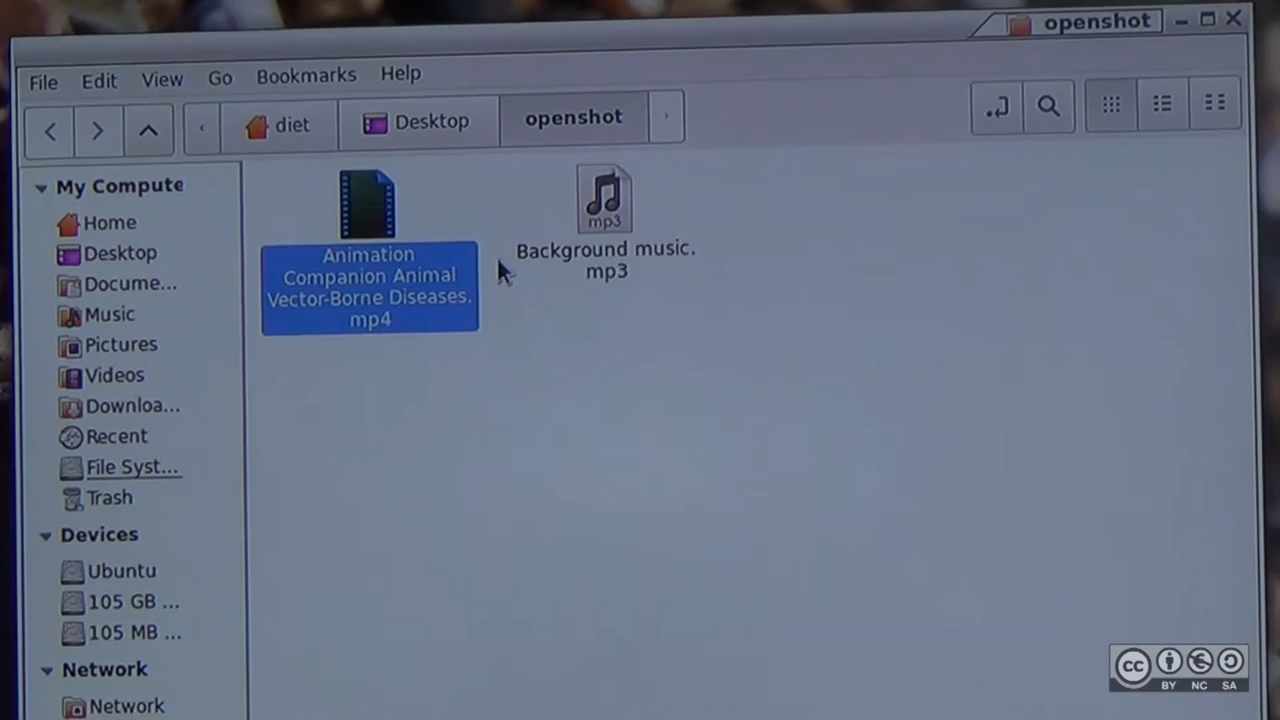 openshot
File Edit View Go Bookmarks Help
diet Desktop openshot
My Compute
Home
Desktop
Docume...
Music
Pictures
Videos
Downloa...
Recent
File Syst...
Trash
Devices
Ubuntu
105 GB ...
105 MB ...
Network
Network
Animation
Companion Animal
Vector-Borne Diseases.
mp4
mp3
Background music.
mp3
cc
BY NC SA